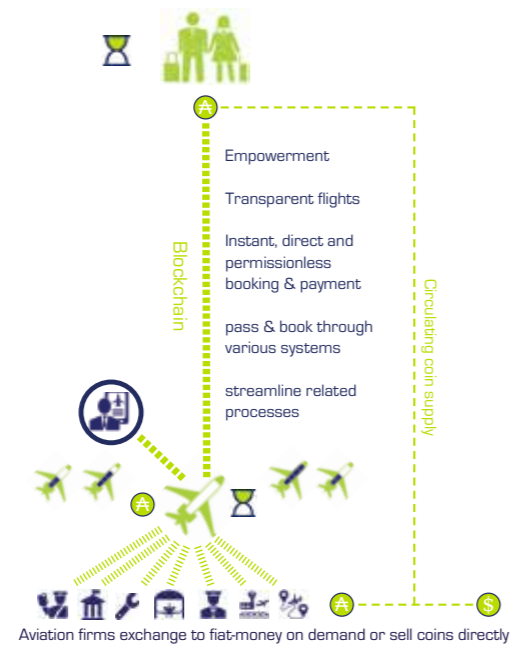 Empowerment
Transparent flights
Instant, direct and
permissionless
booking & payment
pass & book through
various systems
streamline related
processes
Blockchain
Circulating coin supply
$
Aviation firms exchange to fiat-money on demand or sell coins directly